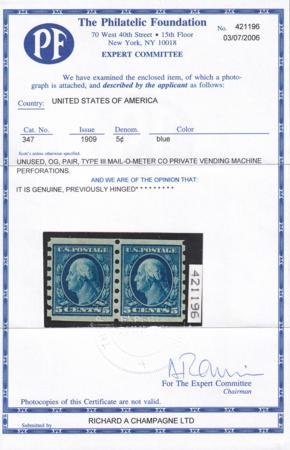 The Philatelic Foundation
70 West 40th Street • 15th Floor
New York, NY 10018
EXPERT COMMITTEE
No. 421196
03/07/2006
PF
We have examined the enclosed item, of which a photo-
graph is attached, and described by the applicant as follows:
Country: UNITED STATES OF AMERICA
Cat. No. Issue Denom. Color
347 1909 5¢ blue
Scott's unless otherwise specified.
UNUSED, OG, PAIR, TYPE III MAIL-O-METER CO PRIVATE VENDING MACHINE
PERFORATIONS.
AND WE ARE OF THE OPINION THAT:
IT IS GENUINE, PREVIOUSLY HINGED*********
U.S. POSTAGE U.S. POSTAGE
5 CENTS 5 5 CENTS 5
421196
For The Expert Committee
Chairman
Photocopies of this Certificate are not valid.
Submitted by RICHARD A CHAMPAGNE LTD